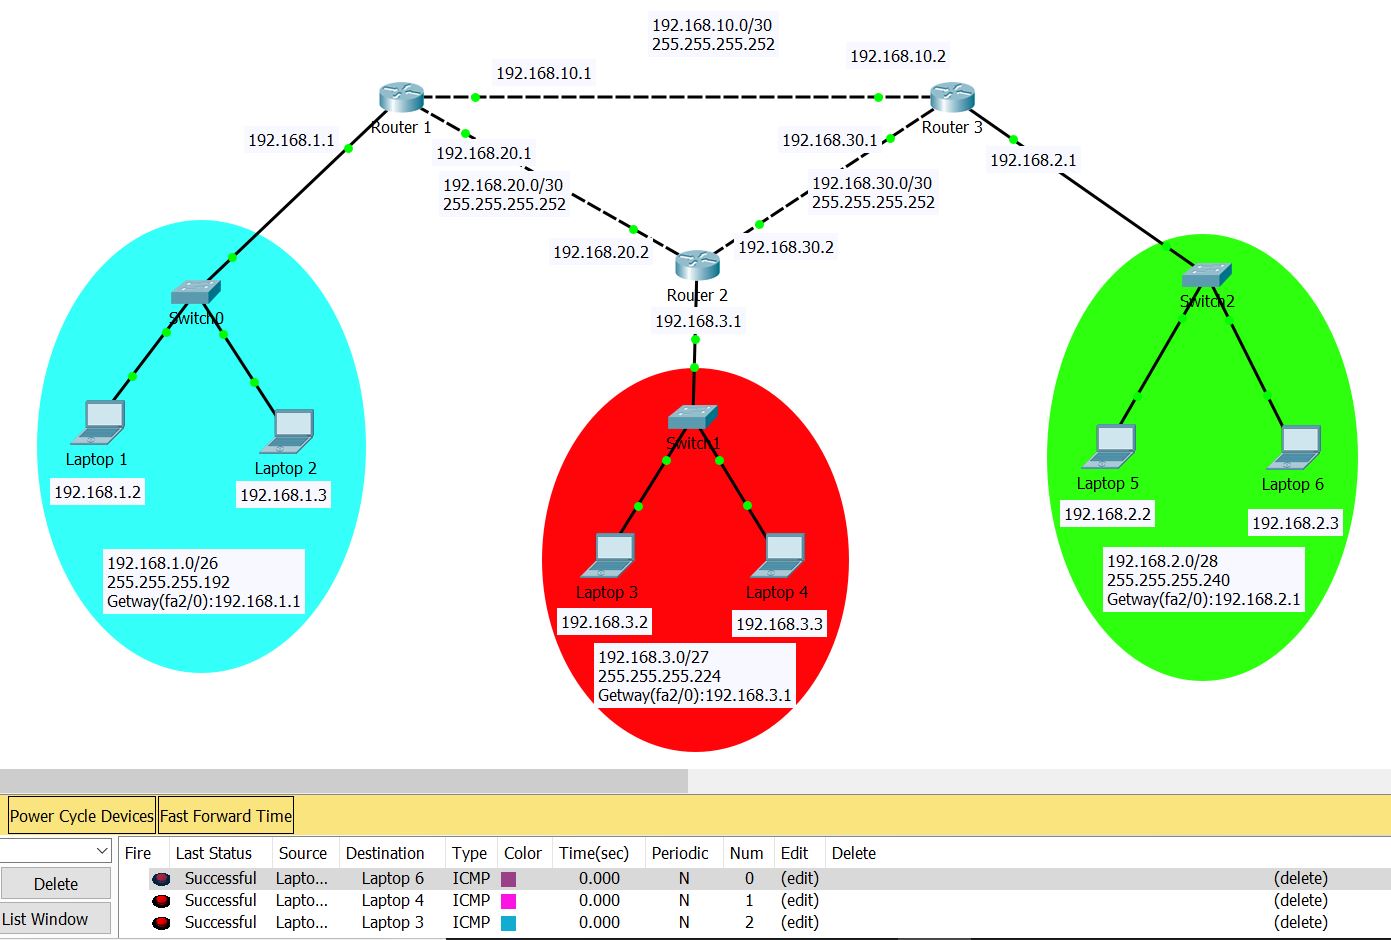 192.168.10.0/30
255.255.255.252
192.168.10.2
192.168.10.1
Router 1
Router 3
192.168.1.1
192.168.30.1
192.168.20.1
192.168.2.1
192.168.20.0/30
255.255.255.252
192.168.30.0/30
255.255.255.252
192.168.20.2
192.168.30.2
Router 2
192.168.3.1
Switch0
Switch2
Switch1
Laptop 1
Laptop 2
192.168.1.2
192.168.1.3
Laptop 5
Laptop 6
192.168.2.2
192.168.2.3
192.168.1.0/26
255.255.255.192
Getway(fa2/0):192.168.1.1
Laptop 3
Laptop 4
192.168.3.2
192.168.3.3
192.168.3.0/27
255.255.255.224
Getway(fa2/0):192.168.3.1
192.168.2.0/28
255.255.255.240
Getway(fa2/0):192.168.2.1
Power Cycle Devices Fast Forward Time
Fire Last Status Source Destination Type Color Time(sec) Periodic Num Edit Delete
Successful Lapto... Laptop 6 ICMP 0.000 N 0 (edit) (delete)
Successful Lapto... Laptop 4 ICMP 0.000 N 1 (edit) (delete)
Successful Lapto... Laptop 3 ICMP 0.000 N 2 (edit) (delete)
Delete
List Window